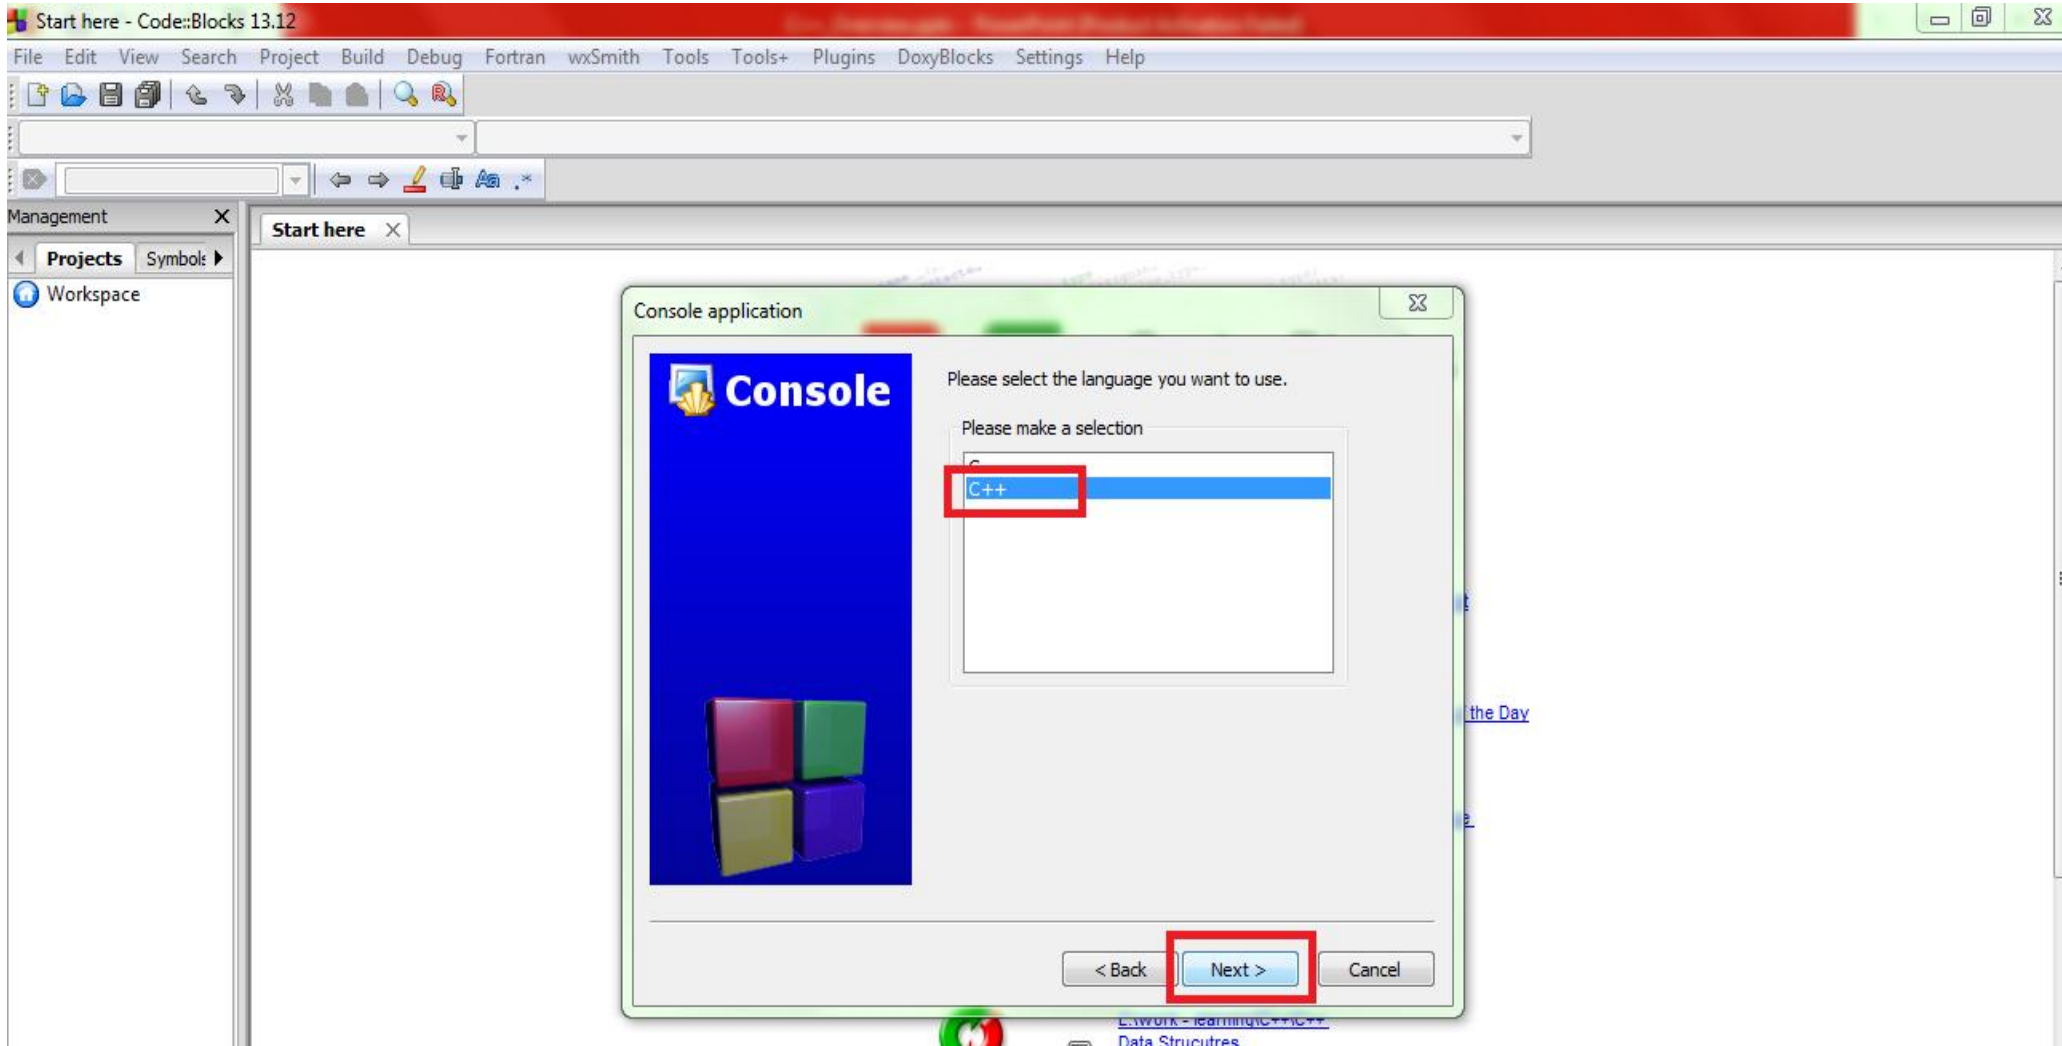 Start here - Code::Blocks 13.12
File Edit View Search Project Build Debug Fortran wxSmith Tools Tools+ Plugins DoxyBlocks Settings Help
Management
Start here
Projects Symbols
Workspace
Console application
Console
Please select the language you want to use.
Please make a selection
C++
the Day
< Back Next > Cancel
E:\work - learning\C++\C++
Data Strucutres